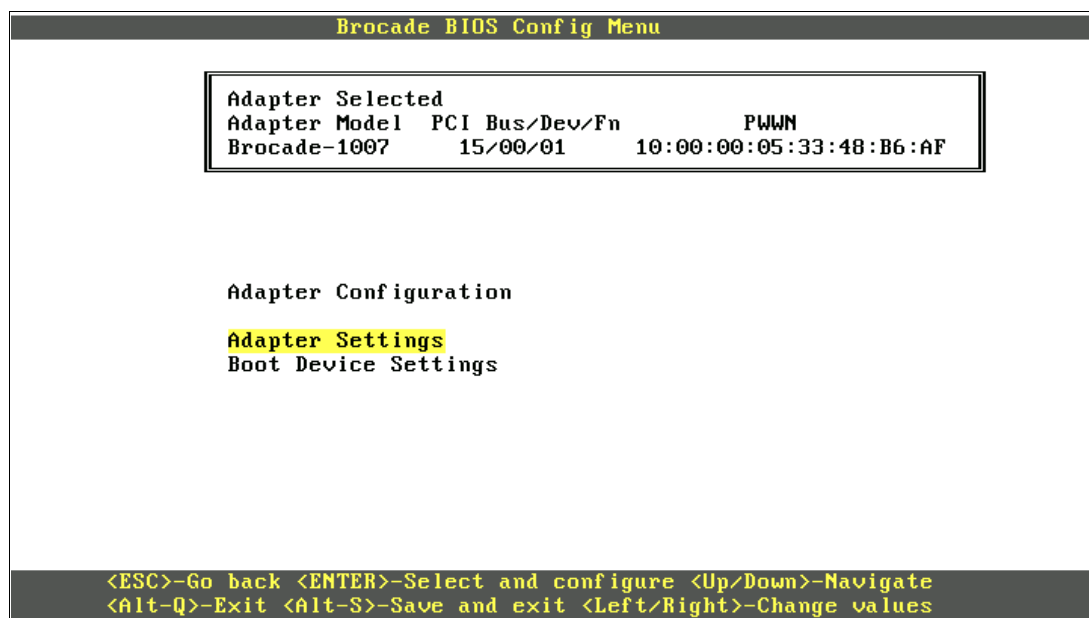 Brocade BIOS Config Menu
Adapter Selected
Adapter Model PCI Bus/Dev/Fn PWWN
Brocade-1007 15/00/01 10:00:00:05:33:48:B6:AF
Adapter Configuration
Adapter Settings
Boot Device Settings
<ESC>-Go back <ENTER>-Select and configure <Up/Down>-Navigate
<Alt-Q>-Exit <Alt-S>-Save and exit <Left/Right>-Change values